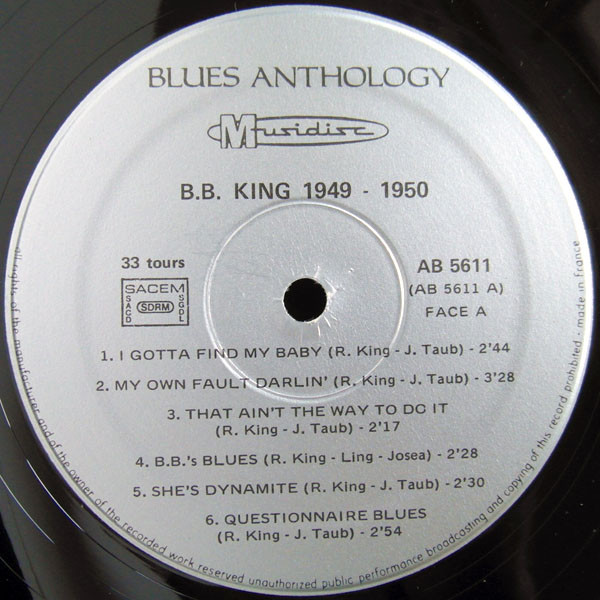 BLUES ANTHOLOGY
Musidisc
B.B. KING 1949 - 1950
33 tours
AB 5611
(AB 5611 A)
FACE A
SACEM
SACD
SDRM
SGDL
1. I GOTTA FIND MY BABY (R. King - J. Taub) - 2'44
2. MY OWN FAULT DARLIN' (R. King - J. Taub) - 3'28
3. THAT AIN'T THE WAY TO DO IT
(R. King - J. Taub) - 2'17
4. B.B.'s BLUES (R. King - Ling - Josea) - 2'28
5. SHE'S DYNAMITE (R. King - J. Taub) - 2'30
6. QUESTIONNAIRE BLUES
(R. King - J. Taub) - 2'54
all rights of the manufacturer and of the owner of the recorded work reserved unauthorized public performance broadcasting and copying of this record prohibited - made in France